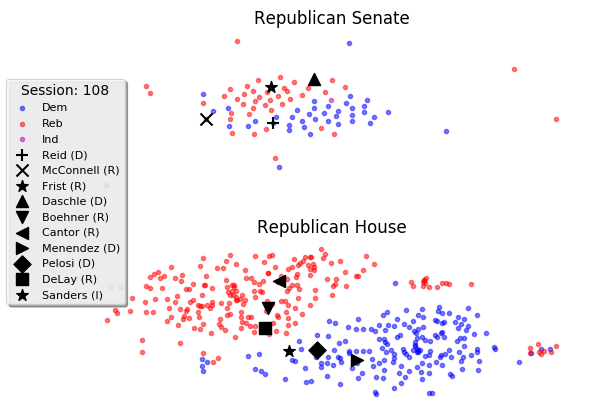 Republican Senate
Session: 108
Dem
Reb
Ind
Reid (D)
McConnell (R)
Frist (R)
Daschle (D)
Boehner (R)
Cantor (R)
Menendez (D)
Pelosi (D)
DeLay (R)
Sanders (I)
Republican House